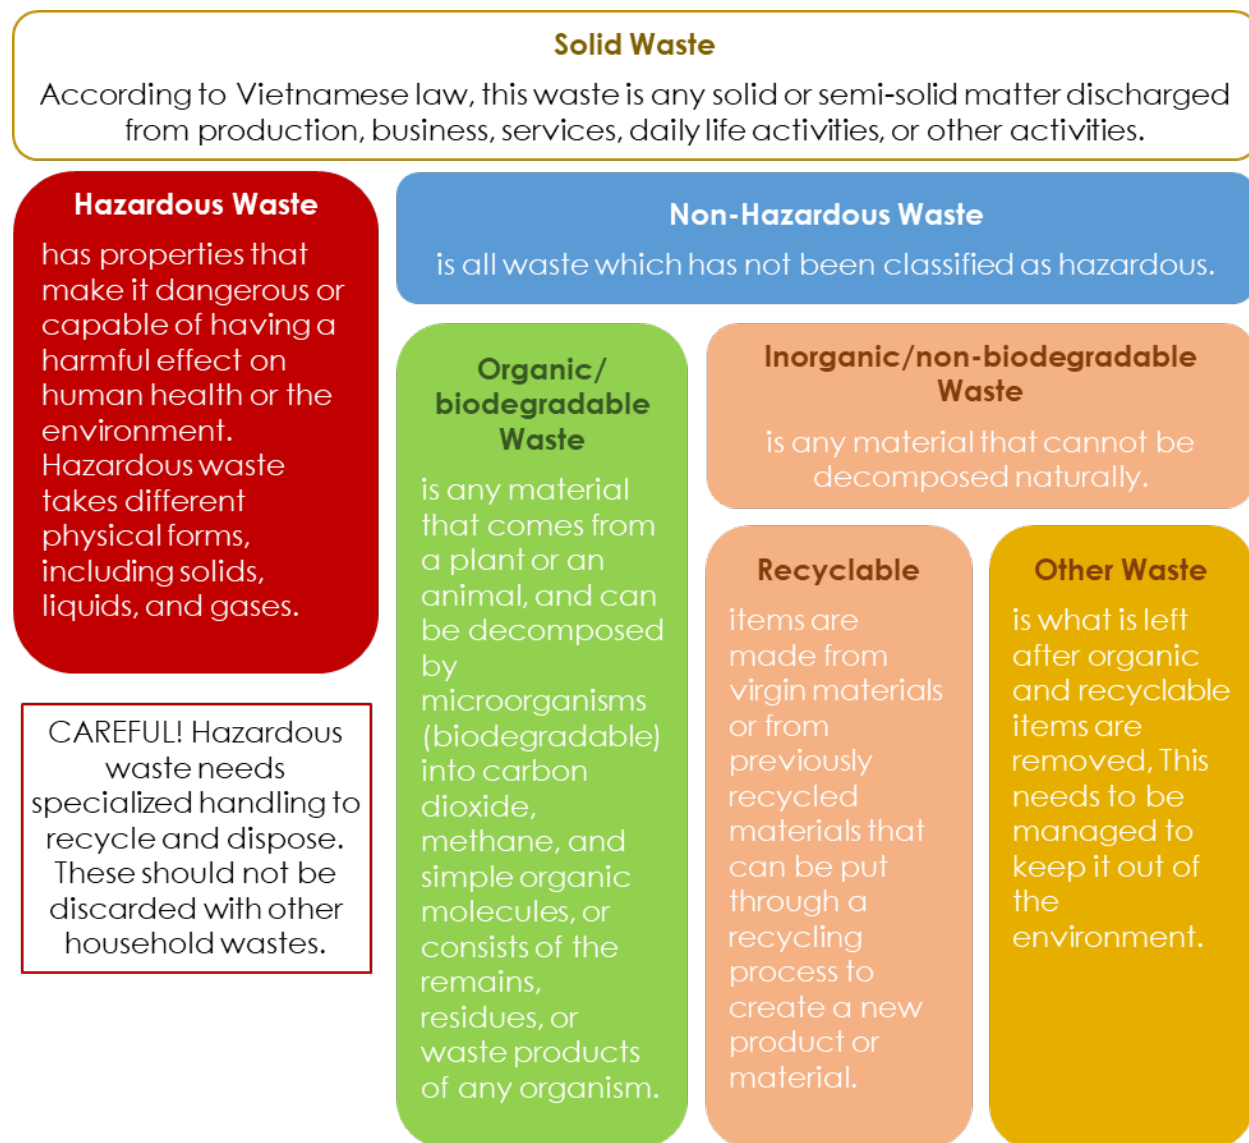 Solid Waste
According to Vietnamese law, this waste is any solid or semi-solid matter discharged
from production, business, services, daily life activities, or other activities.
Hazardous Waste
has properties that
make it dangerous or
capable of having a
harmful effect on
human health or the
environment.
Hazardous waste
takes different
physical forms,
including solids,
liquids, and gases.
CAREFUL! Hazardous
waste needs
specialized handling to
recycle and dispose.
These should not be
discarded with other
household wastes.
Non-Hazardous Waste
is all waste which has not been classified as hazardous.
Organic/
biodegradable
Waste
is any material
that comes from
a plant or an
animal, and can
be decomposed
by
microorganisms
(biodegradable)
into carbon
dioxide,
methane, and
simple organic
molecules, or
consists of the
remains,
residues, or
waste products
of any organism.
Inorganic/non-biodegradable
Waste
is any material that cannot be
decomposed naturally.
Recyclable
items are
made from
virgin materials
or from
previously
recycled
materials that
can be put
through a
recycling
process to
create a new
product or
material.
Other Waste
is what is left
after organic
and recyclable
items are
removed, This
needs to be
managed to
keep it out of
the
environment.